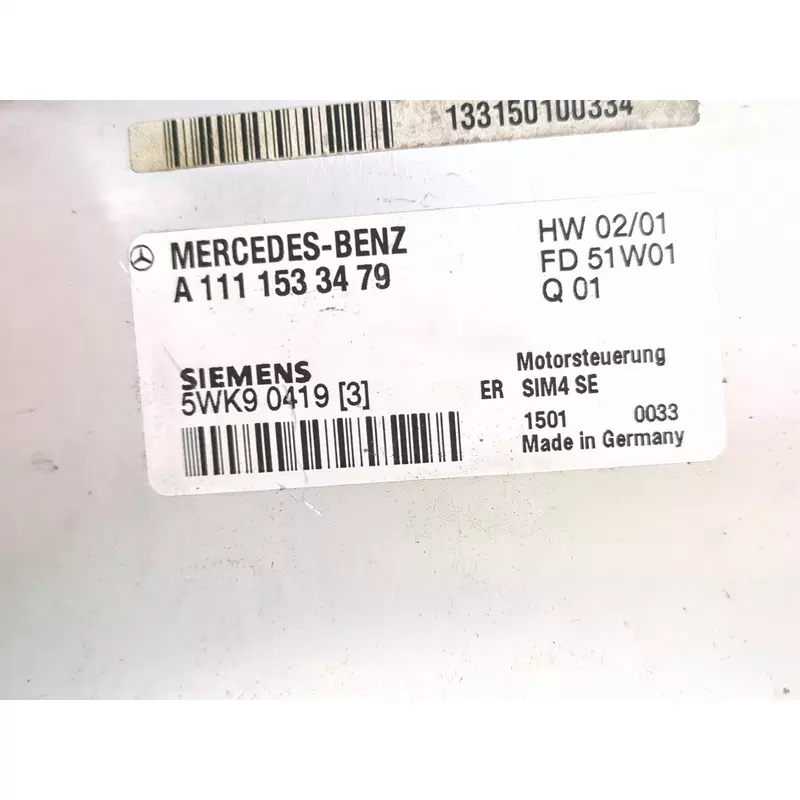 133150100334
MERCEDES-BENZ
A 111 153 34 79
HW 02/01
FD 51W01
Q 01
SIEMENS
5WK9 0419 [3]
Motorsteuerung
ER SIM4 SE
1501 0033
Made in Germany